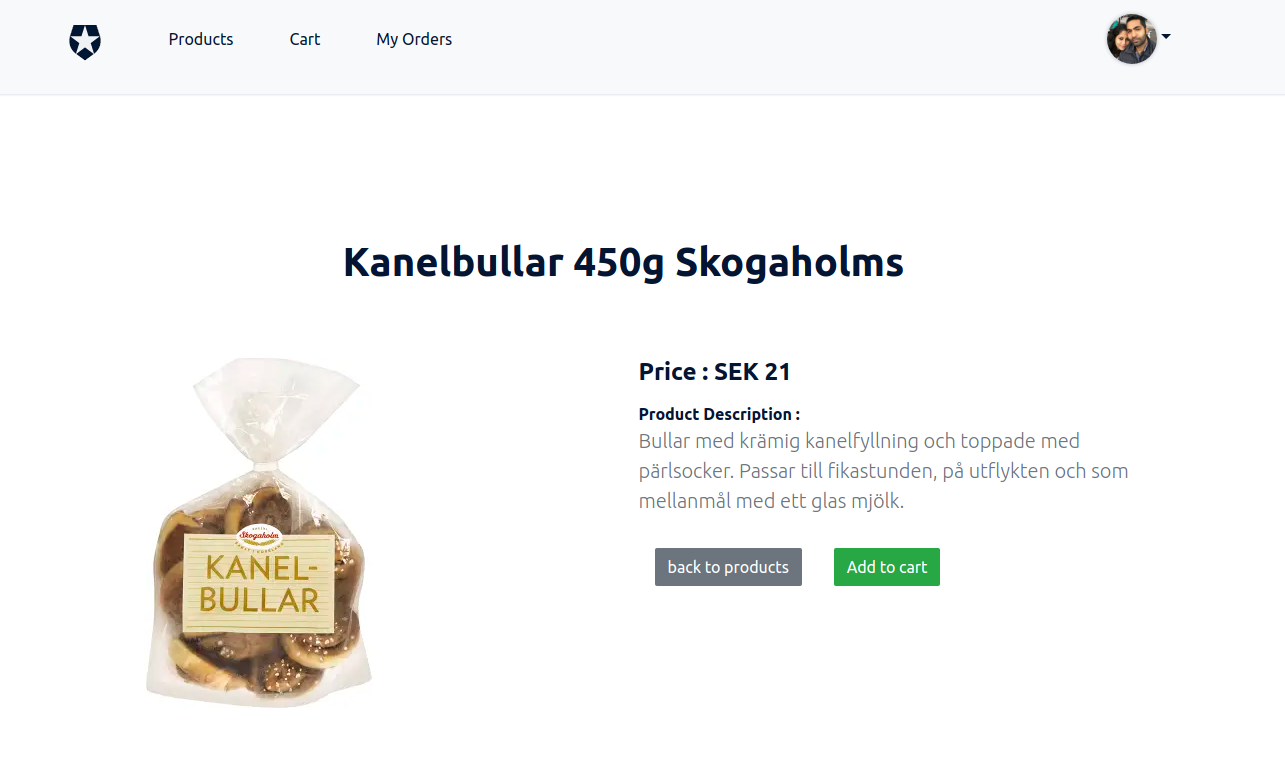 Products Cart My Orders
Kanelbullar 450g Skogaholms
Price : SEK 21
Product Description :
Bullar med krämig kanelfyllning och toppade med
pärlsocker. Passar till fikastunden, på utflykten och som
mellanmål med ett glas mjölk.
back to products Add to cart
Skogaholm
KANEL-
BULLAR